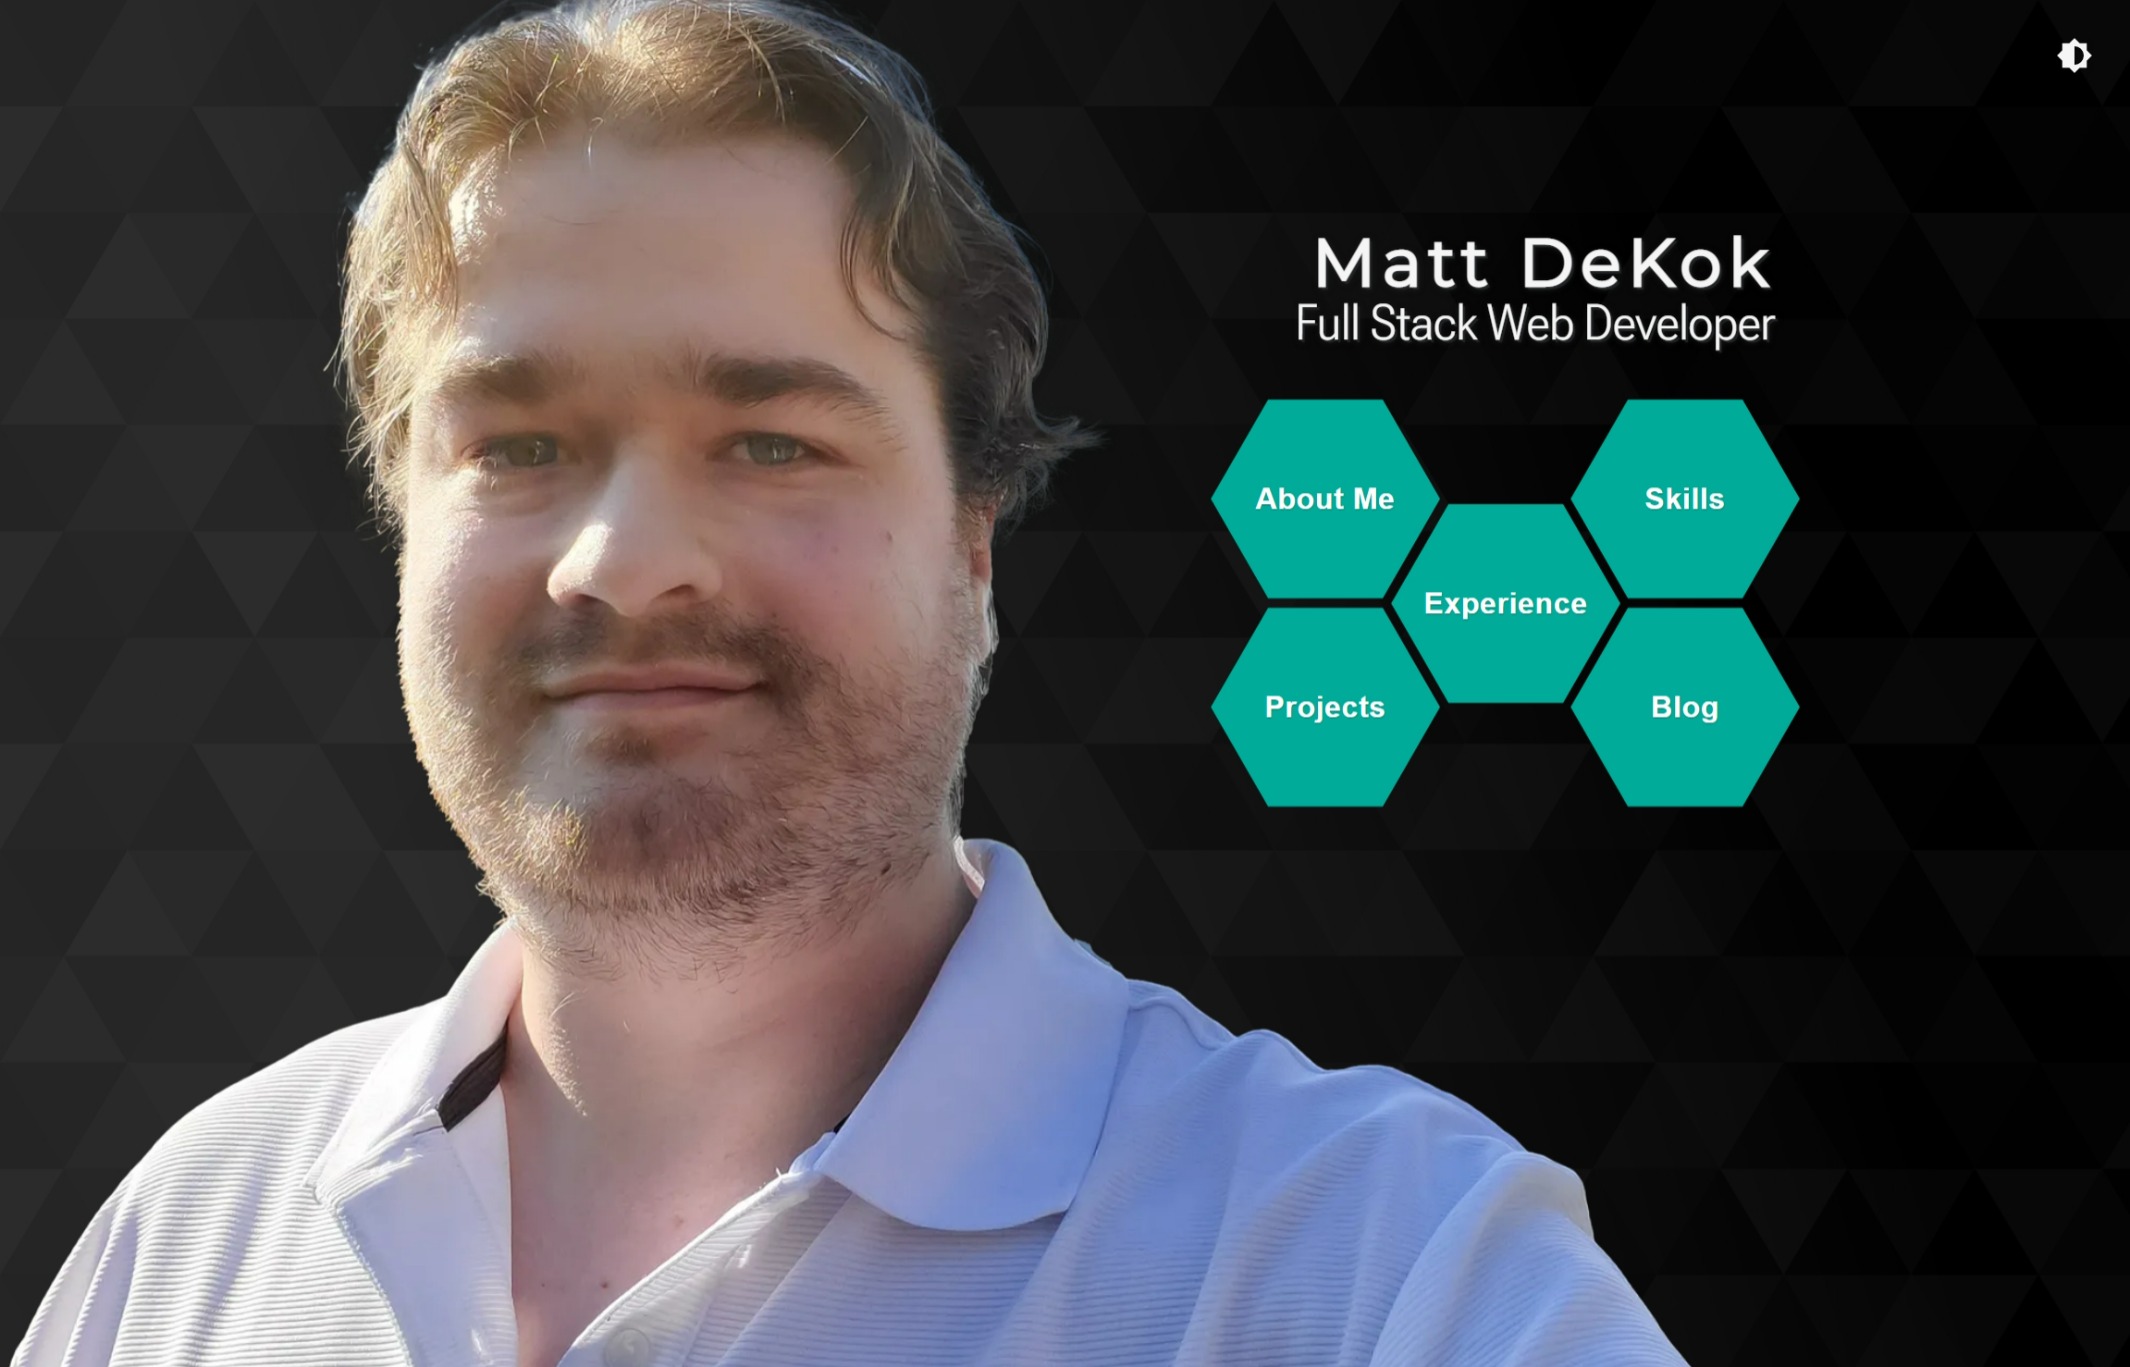 Matt DeKok
Full Stack Web Developer
About Me
Skills
Experience
Projects
Blog